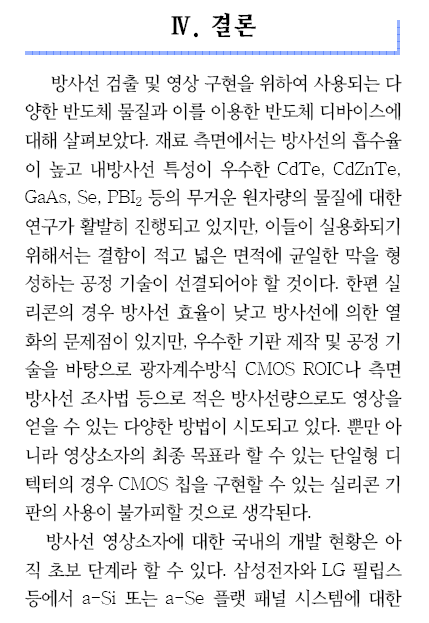 Ⅳ. 결론
방사선 검출 및 영상 구현을 위하여 사용되는 다
양한 반도체 물질과 이를 이용한 반도체 디바이스에
대해 살펴보았다. 재료 측면에서는 방사선의 흡수율
이 높고 내방사선 특성이 우수한 CdTe, CdZnTe,
GaAs, Se, PBI₂ 등의 무거운 원자량의 물질에 대한
연구가 활발히 진행되고 있지만, 이들이 실용화되기
위해서는 결함이 적고 넓은 면적에 균일한 막을 형
성하는 공정 기술이 선결되어야 할 것이다. 한편 실
리콘의 경우 방사선 효율이 낮고 방사선에 의한 열
화의 문제점이 있지만, 우수한 기판 제작 및 공정 기
술을 바탕으로 광자계수방식 CMOS ROIC나 측면
방사선 조사법 등으로 적은 방사선량으로도 영상을
얻을 수 있는 다양한 방법이 시도되고 있다. 뿐만 아
니라 영상소자의 최종 목표라 할 수 있는 단일형 디
텍터의 경우 CMOS 칩을 구현할 수 있는 실리콘 기
판의 사용이 불가피할 것으로 생각된다.
방사선 영상소자에 대한 국내의 개발 현황은 아
직 초보 단계라 할 수 있다. 삼성전자와 LG 필립스
등에서 a-Si 또는 a-Se 플랫 패널 시스템에 대한